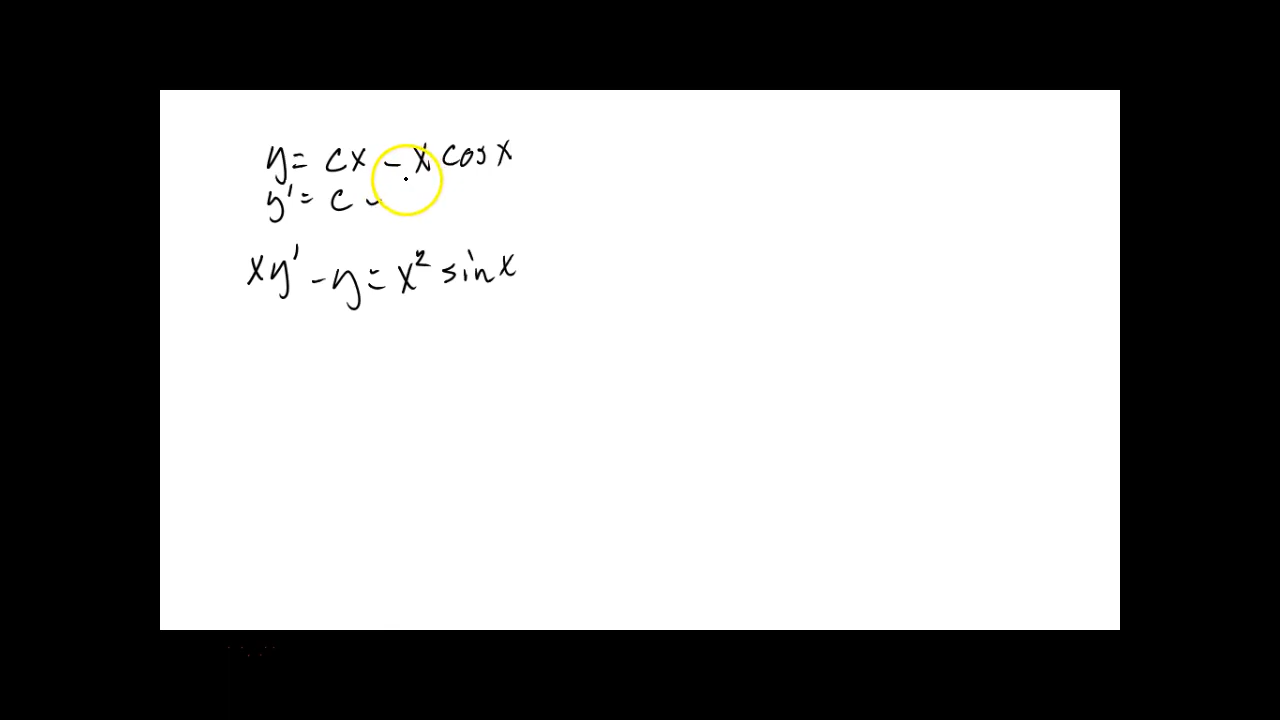 y = cx - x cos x
y' = c -
xy' - y = x² sin x